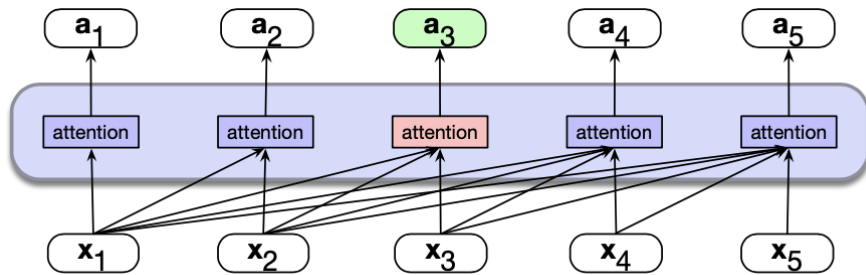 a1 a2 a3 a4 a5
attention attention attention attention attention
x1 x2 x3 x4 x5